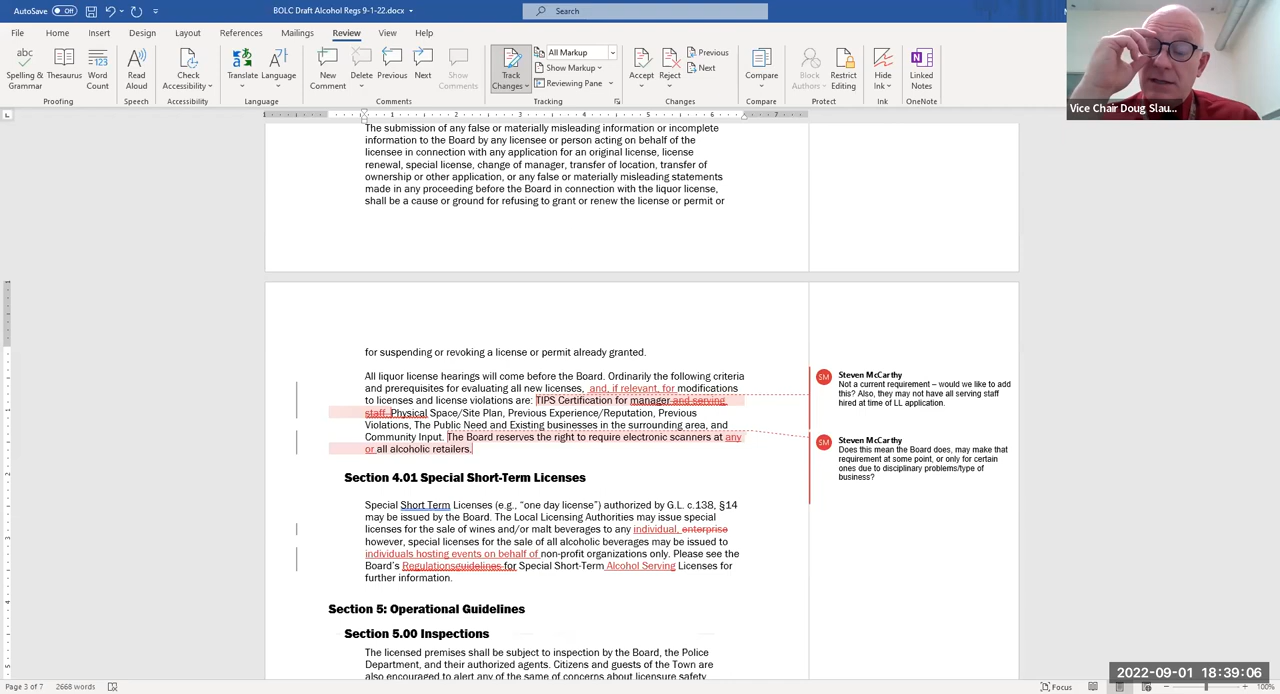 AutoSave Off BOLC Draft Alcohol Regs 9-1-22.docx Search
File Home Insert Design Layout References Mailings Review View Help
Spelling & Grammar Thesaurus Word Count Read Aloud Check Accessibility Translate Language New Comment Delete Previous Next Show Comments Track Changes All Markup Show Markup Reviewing Pane Accept Reject Previous Next Compare Block Authors Restrict Editing Hide Ink Linked Notes
Proofing Speech Accessibility Language Comments Tracking Changes Compare Protect Ink OneNote
Vice Chair Doug Slau...
The submission of any false or materially misleading information or incomplete
information to the Board by any licensee or person acting on behalf of the
licensee in connection with any application for an original license, license
renewal, special license, change of manager, transfer of location, transfer of
ownership or other application, or any false or materially misleading statements
made in any proceeding before the Board in connection with the liquor license,
shall be a cause or ground for refusing to grant or renew the license or permit or
for suspending or revoking a license or permit already granted.
All liquor license hearings will come before the Board. Ordinarily the following criteria
and prerequisites for evaluating all new licenses, and, if relevant, for modifications
to licenses and license violations are: TIPS Certification for manager and serving
staff, Physical Space/Site Plan, Previous Experience/Reputation, Previous
Violations, The Public Need and Existing businesses in the surrounding area, and
Community Input. The Board reserves the right to require electronic scanners at any
or all alcoholic retailers.
SM Steven McCarthy
Not a current requirement – would we like to add
this? Also, they may not have all serving staff
hired at time of LL application.
SM Steven McCarthy
Does this mean the Board does, may make that
requirement at some point, or only for certain
ones due to disciplinary problems/type of
business?
Section 4.01 Special Short-Term Licenses
Special Short Term Licenses (e.g., “one day license”) authorized by G.L. c.138, §14
may be issued by the Board. The Local Licensing Authorities may issue special
licenses for the sale of wines and/or malt beverages to any individual, enterprise
however, special licenses for the sale of all alcoholic beverages may be issued to
individuals hosting events on behalf of non-profit organizations only. Please see the
Board’s Regulationsguidelines for Special Short-Term Alcohol Serving Licenses for
further information.
Section 5: Operational Guidelines
Section 5.00 Inspections
The licensed premises shall be subject to inspection by the Board, the Police
Department, and their authorized agents. Citizens and guests of the Town are
also encouraged to alert any of the same of concerns about licensure safety
Page 3 of 7 2668 words Focus 100%
2022-09-01 18:39:06